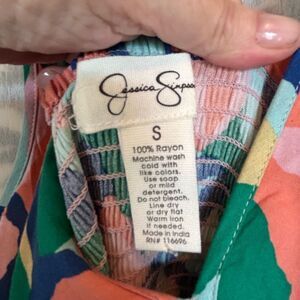 Jessica Simpson
S
100% Rayon
Machine wash
cold with
like colors.
Use soap
or mild
detergent.
Do not bleach.
Line dry
or dry flat
Warm iron
if needed.
Made in India
RN# 116696